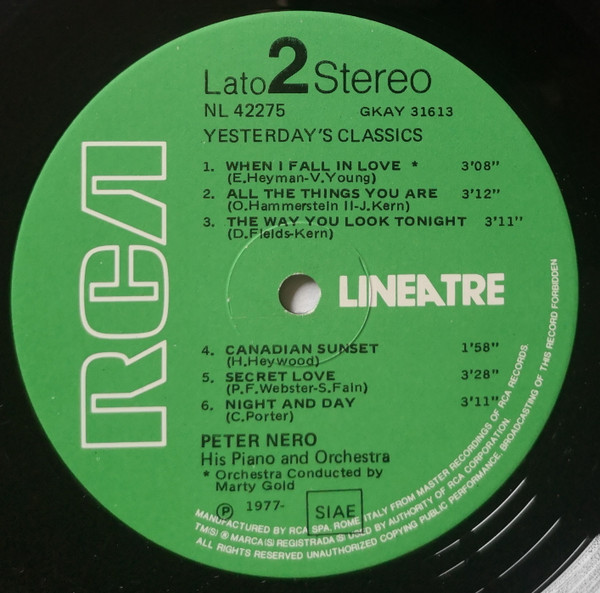 Lato 2 Stereo
NL 42275 GKAY 31613
YESTERDAY'S CLASSICS
1. WHEN I FALL IN LOVE * 3'08"
(E.Heyman-V.Young)
2. ALL THE THINGS YOU ARE 3'12"
(O.Hammerstein II-J.Kern)
3. THE WAY YOU LOOK TONIGHT 3'11"
(D.Fields-Kern)
RCA
LINEATRE
4. CANADIAN SUNSET 1'58"
(H.Heywood)
5. SECRET LOVE 3'28"
(P.F.Webster-S.Fain)
6. NIGHT AND DAY 3'11"
(C.Porter)
PETER NERO
His Piano and Orchestra
* Orchestra Conducted by
Marty Gold
Ⓟ 1977-
SIAE
MANUFACTURED BY RCA SPA. ROME, ITALY FROM MASTER RECORDINGS OF RCA RECORDS
TM(S) ® MARCA(S) REGISTRADA(S) USED BY AUTHORITY OF RCA CORPORATION.
ALL RIGHTS RESERVED UNAUTHORIZED COPYING PUBLIC PERFORMANCE, BROADCASTING OF THIS RECORD FORBIDDEN